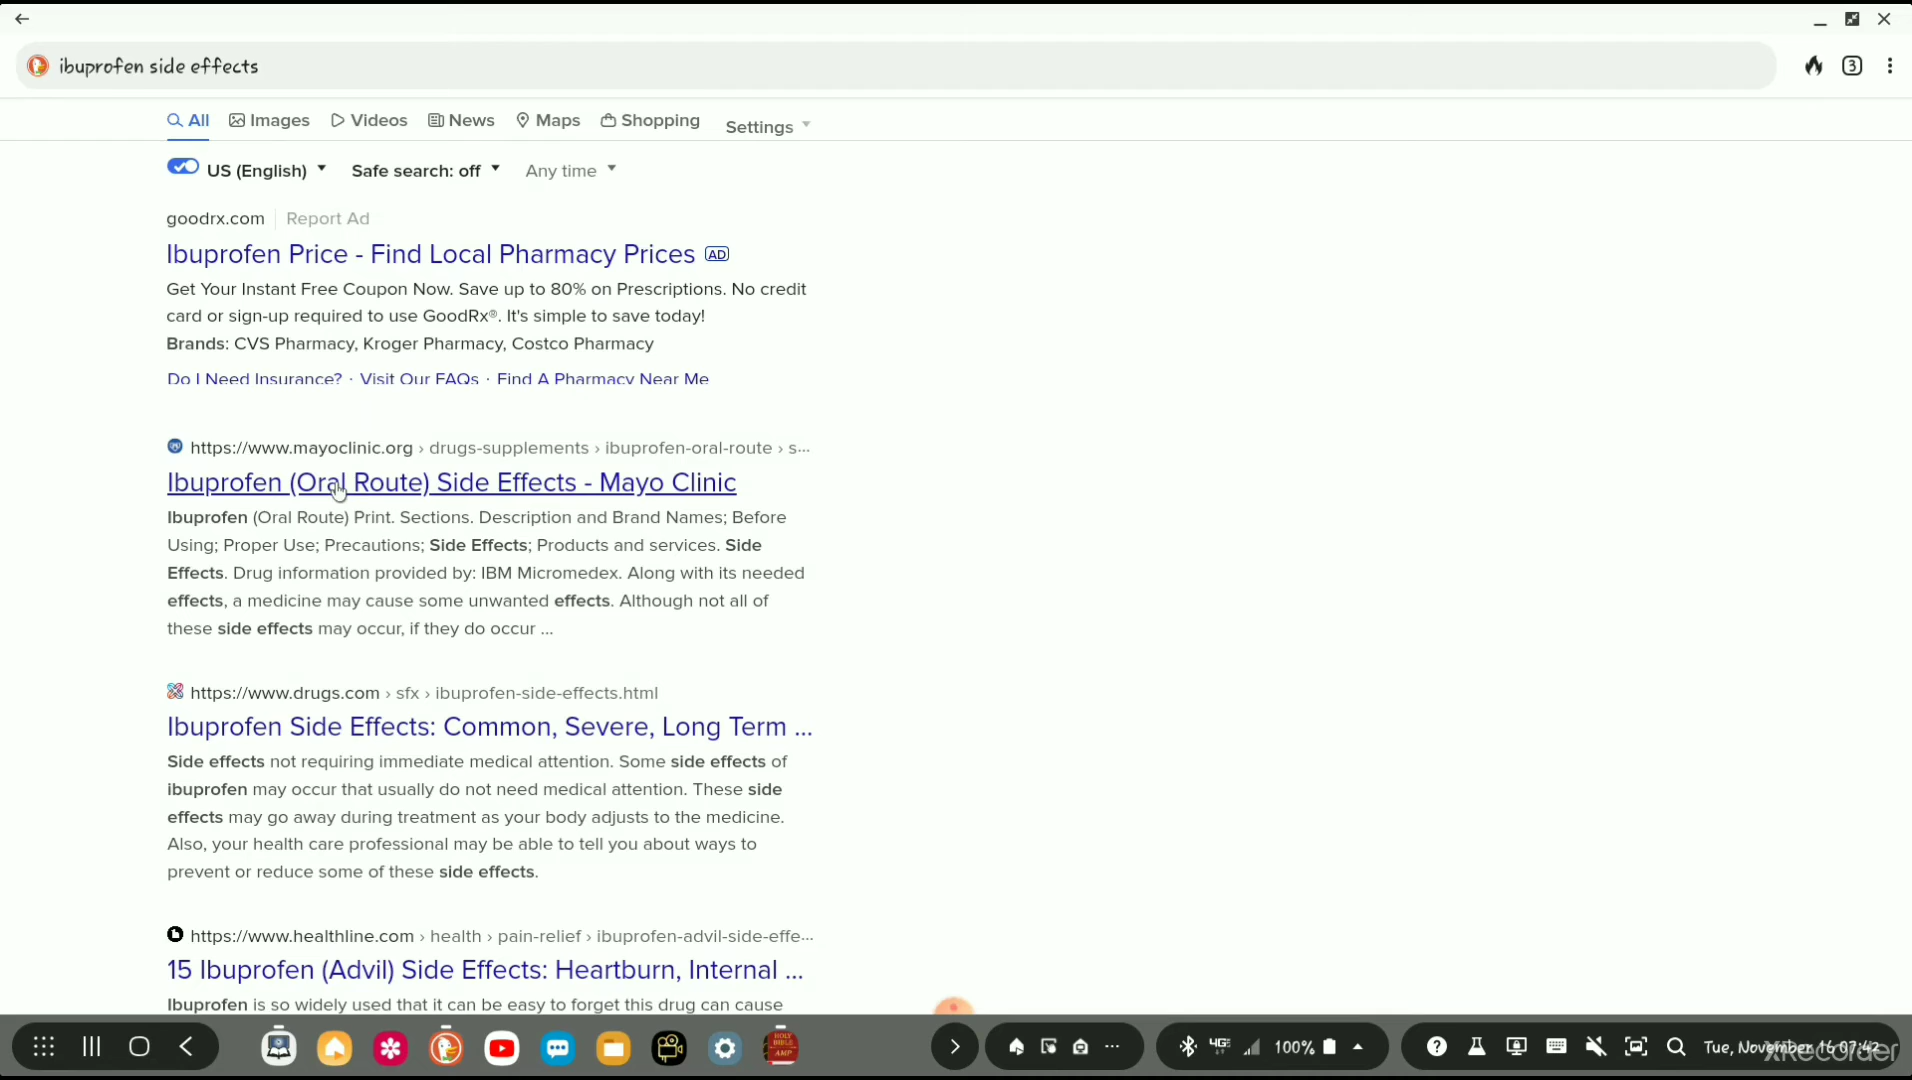 ibuprofen side effects
3
All Images Videos News Maps Shopping Settings
US (English) Safe search: off Any time
goodrx.com Report Ad
Ibuprofen Price - Find Local Pharmacy Prices AD
Get Your Instant Free Coupon Now. Save up to 80% on Prescriptions. No credit
card or sign-up required to use GoodRx®. It's simple to save today!
Brands: CVS Pharmacy, Kroger Pharmacy, Costco Pharmacy
Do I Need Insurance? · Visit Our FAQs · Find A Pharmacy Near Me
https://www.mayoclinic.org › drugs-supplements › ibuprofen-oral-route › s...
Ibuprofen (Oral Route) Side Effects - Mayo Clinic
Ibuprofen (Oral Route) Print. Sections. Description and Brand Names; Before
Using; Proper Use; Precautions; Side Effects; Products and services. Side
Effects. Drug information provided by: IBM Micromedex. Along with its needed
effects, a medicine may cause some unwanted effects. Although not all of
these side effects may occur, if they do occur ...
https://www.drugs.com › sfx › ibuprofen-side-effects.html
Ibuprofen Side Effects: Common, Severe, Long Term ...
Side effects not requiring immediate medical attention. Some side effects of
ibuprofen may occur that usually do not need medical attention. These side
effects may go away during treatment as your body adjusts to the medicine.
Also, your health care professional may be able to tell you about ways to
prevent or reduce some of these side effects.
https://www.healthline.com › health › pain-relief › ibuprofen-advil-side-effe...
15 Ibuprofen (Advil) Side Effects: Heartburn, Internal ...
Ibuprofen is so widely used that it can be easy to forget this drug can cause
HOLY BIBLE AMP 4G 100% Tue, November 16 07:42
XRecorder